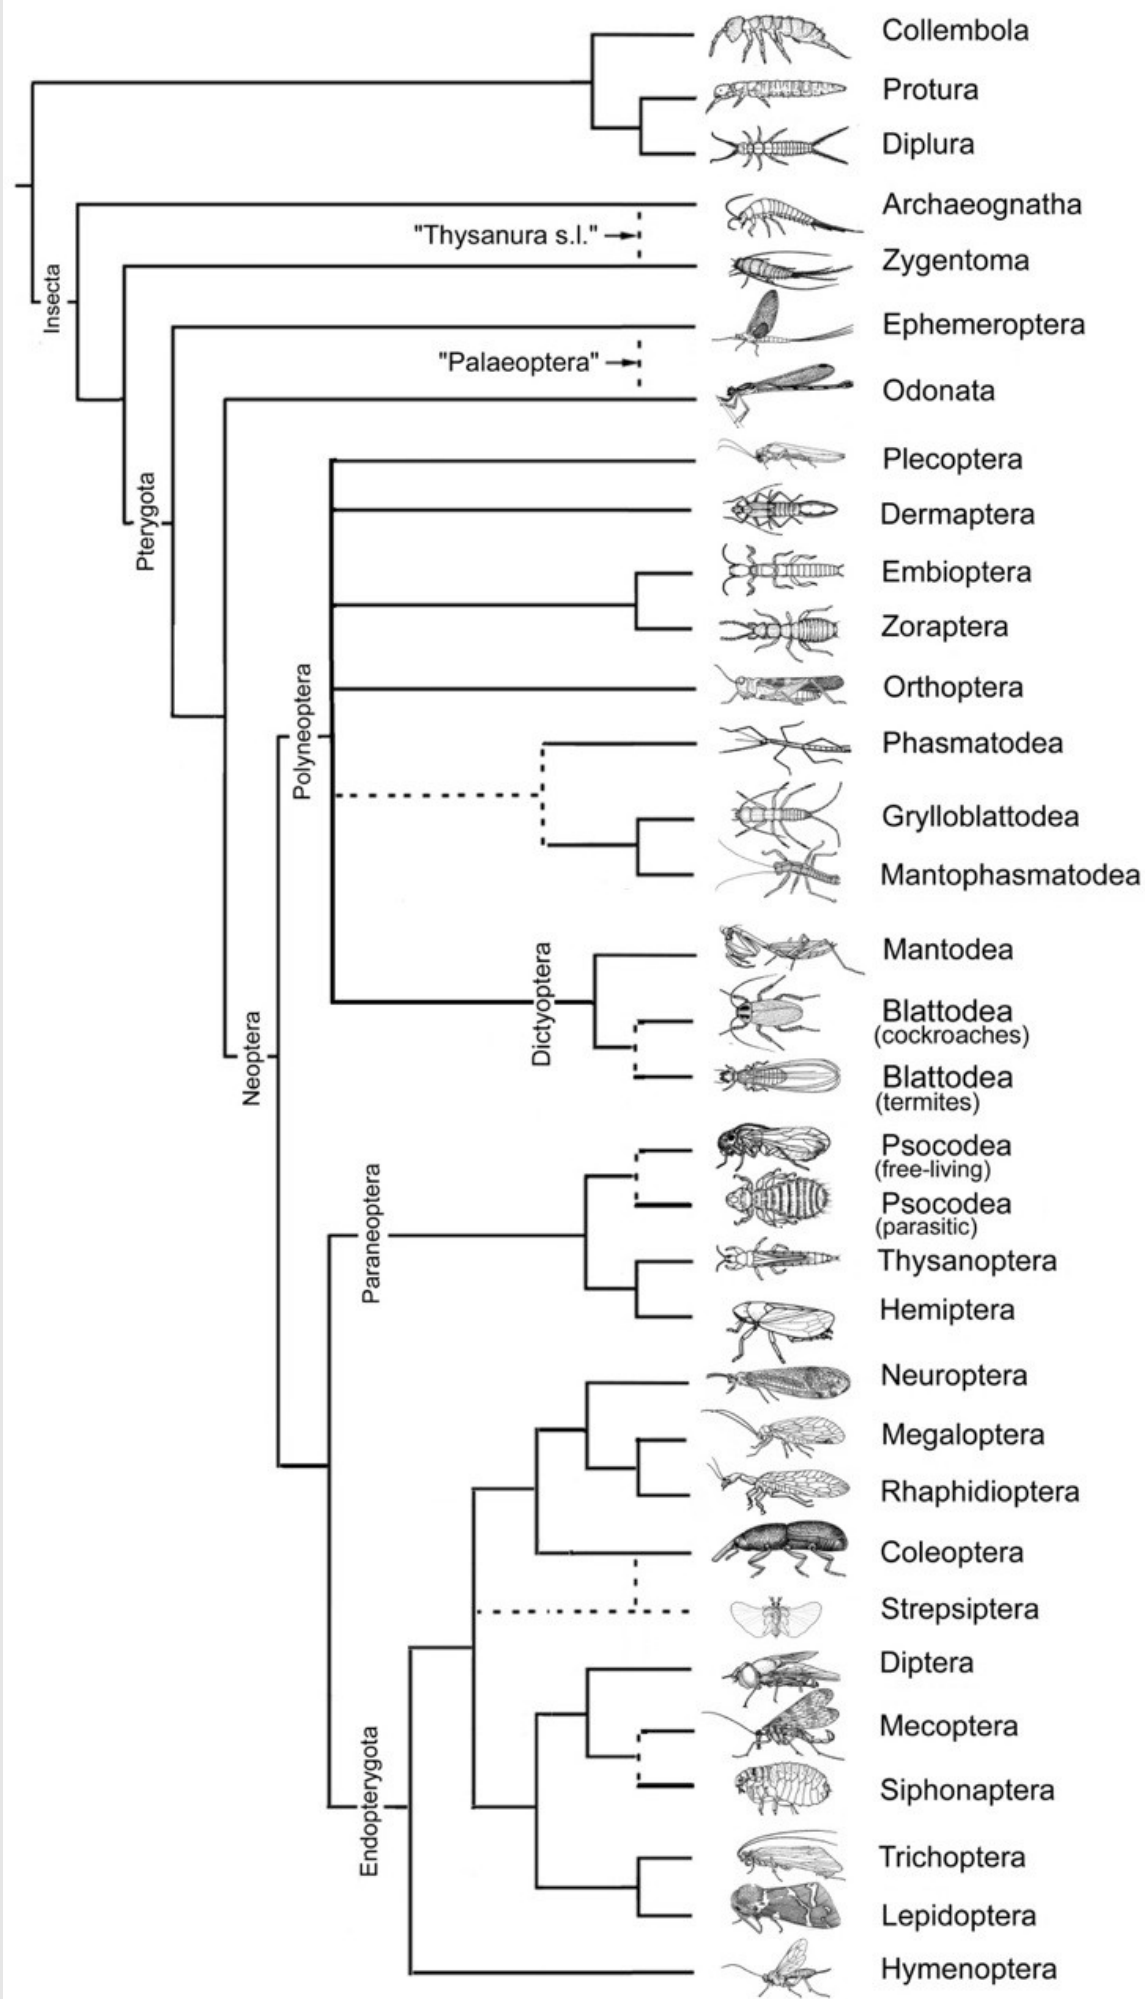 Collembola
Protura
Diplura
Archaeognatha
"Thysanura s.l."
Zygentoma
Insecta
Ephemeroptera
"Palaeoptera"
Odonata
Plecoptera
Pterygota
Dermaptera
Embioptera
Zoraptera
Orthoptera
Polyneoptera
Phasmatodea
Grylloblattodea
Mantophasmatodea
Mantodea
Dictyoptera
Blattodea
(cockroaches)
Neoptera
Blattodea
(termites)
Psocodea
(free-living)
Psocodea
(parasitic)
Paraneoptera
Thysanoptera
Hemiptera
Neuroptera
Megaloptera
Rhaphidioptera
Coleoptera
Strepsiptera
Diptera
Mecoptera
Siphonaptera
Endopterygota
Trichoptera
Lepidoptera
Hymenoptera